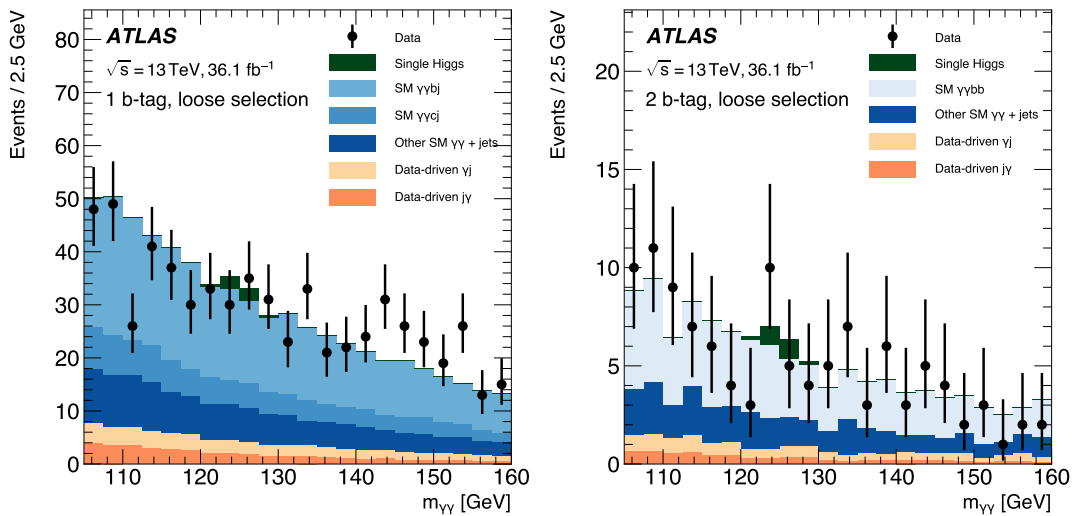 Events / 2.5 GeV
80
70
60
50
40
30
20
10
0
ATLAS
√s = 13 TeV, 36.1 fb⁻¹
1 b-tag, loose selection
Data
Single Higgs
SM γγbj
SM γγcj
Other SM γγ + jets
Data-driven γj
Data-driven jγ
110 120 130 140 150 160
mγγ [GeV]
Events / 2.5 GeV
20
15
10
5
0
ATLAS
√s = 13 TeV, 36.1 fb⁻¹
2 b-tag, loose selection
Data
Single Higgs
SM γγbb
Other SM γγ + jets
Data-driven γj
Data-driven jγ
110 120 130 140 150 160
mγγ [GeV]